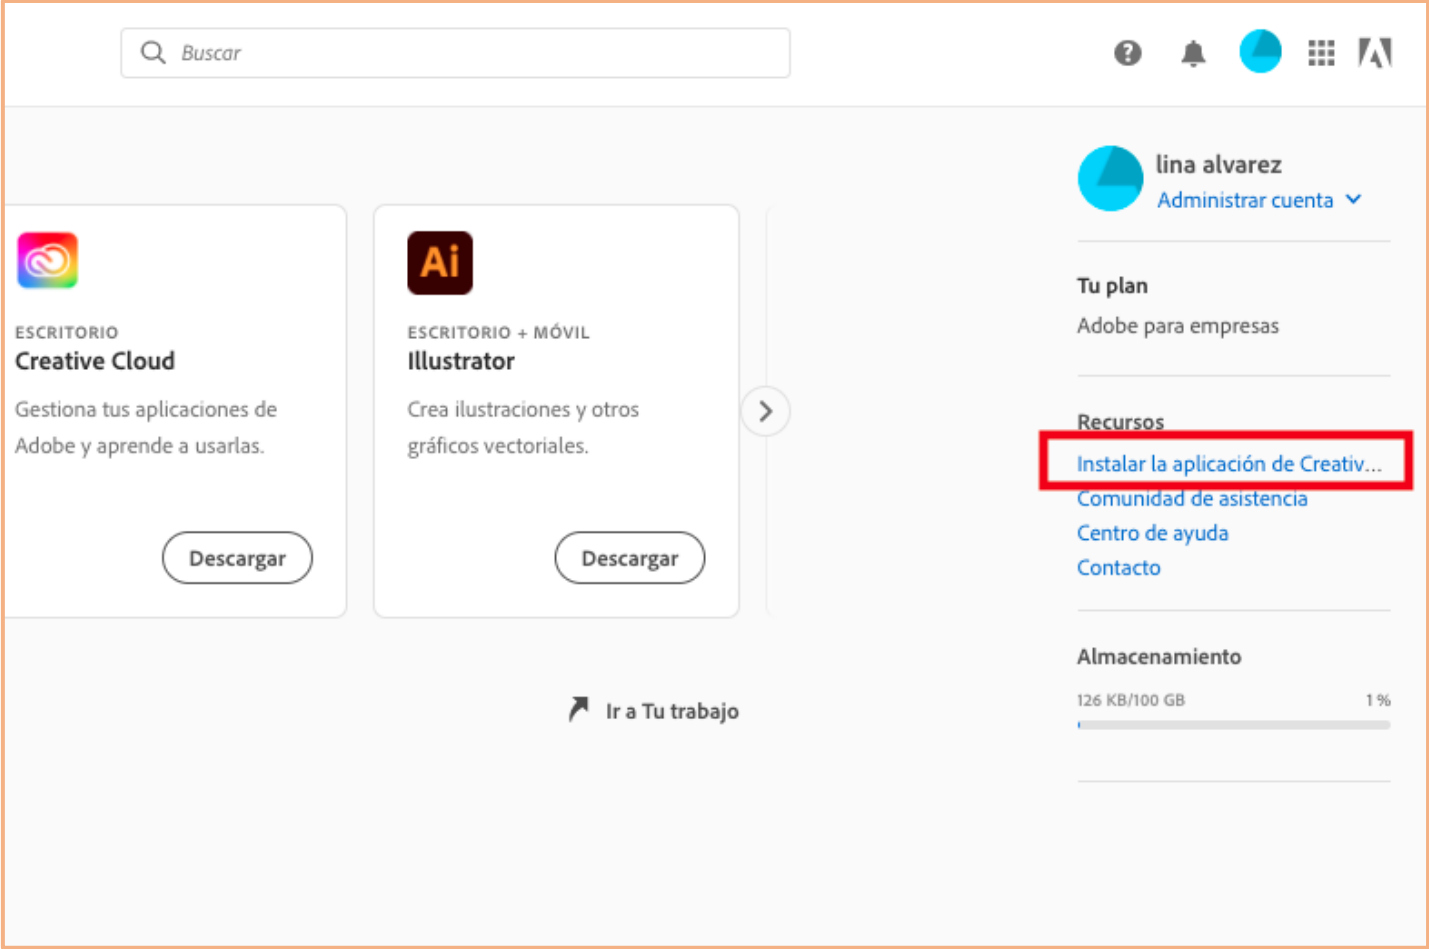 Buscar
lina alvarez
Administrar cuenta
Ai
ESCRITORIO
Creative Cloud
Gestiona tus aplicaciones de
Adobe y aprende a usarlas.
Descargar
ESCRITORIO + MÓVIL
Illustrator
Crea ilustraciones y otros
gráficos vectoriales.
Descargar
Ir a Tu trabajo
Tu plan
Adobe para empresas
Recursos
Instalar la aplicación de Creativ...
Comunidad de asistencia
Centro de ayuda
Contacto
Almacenamiento
126 KB/100 GB 1 %